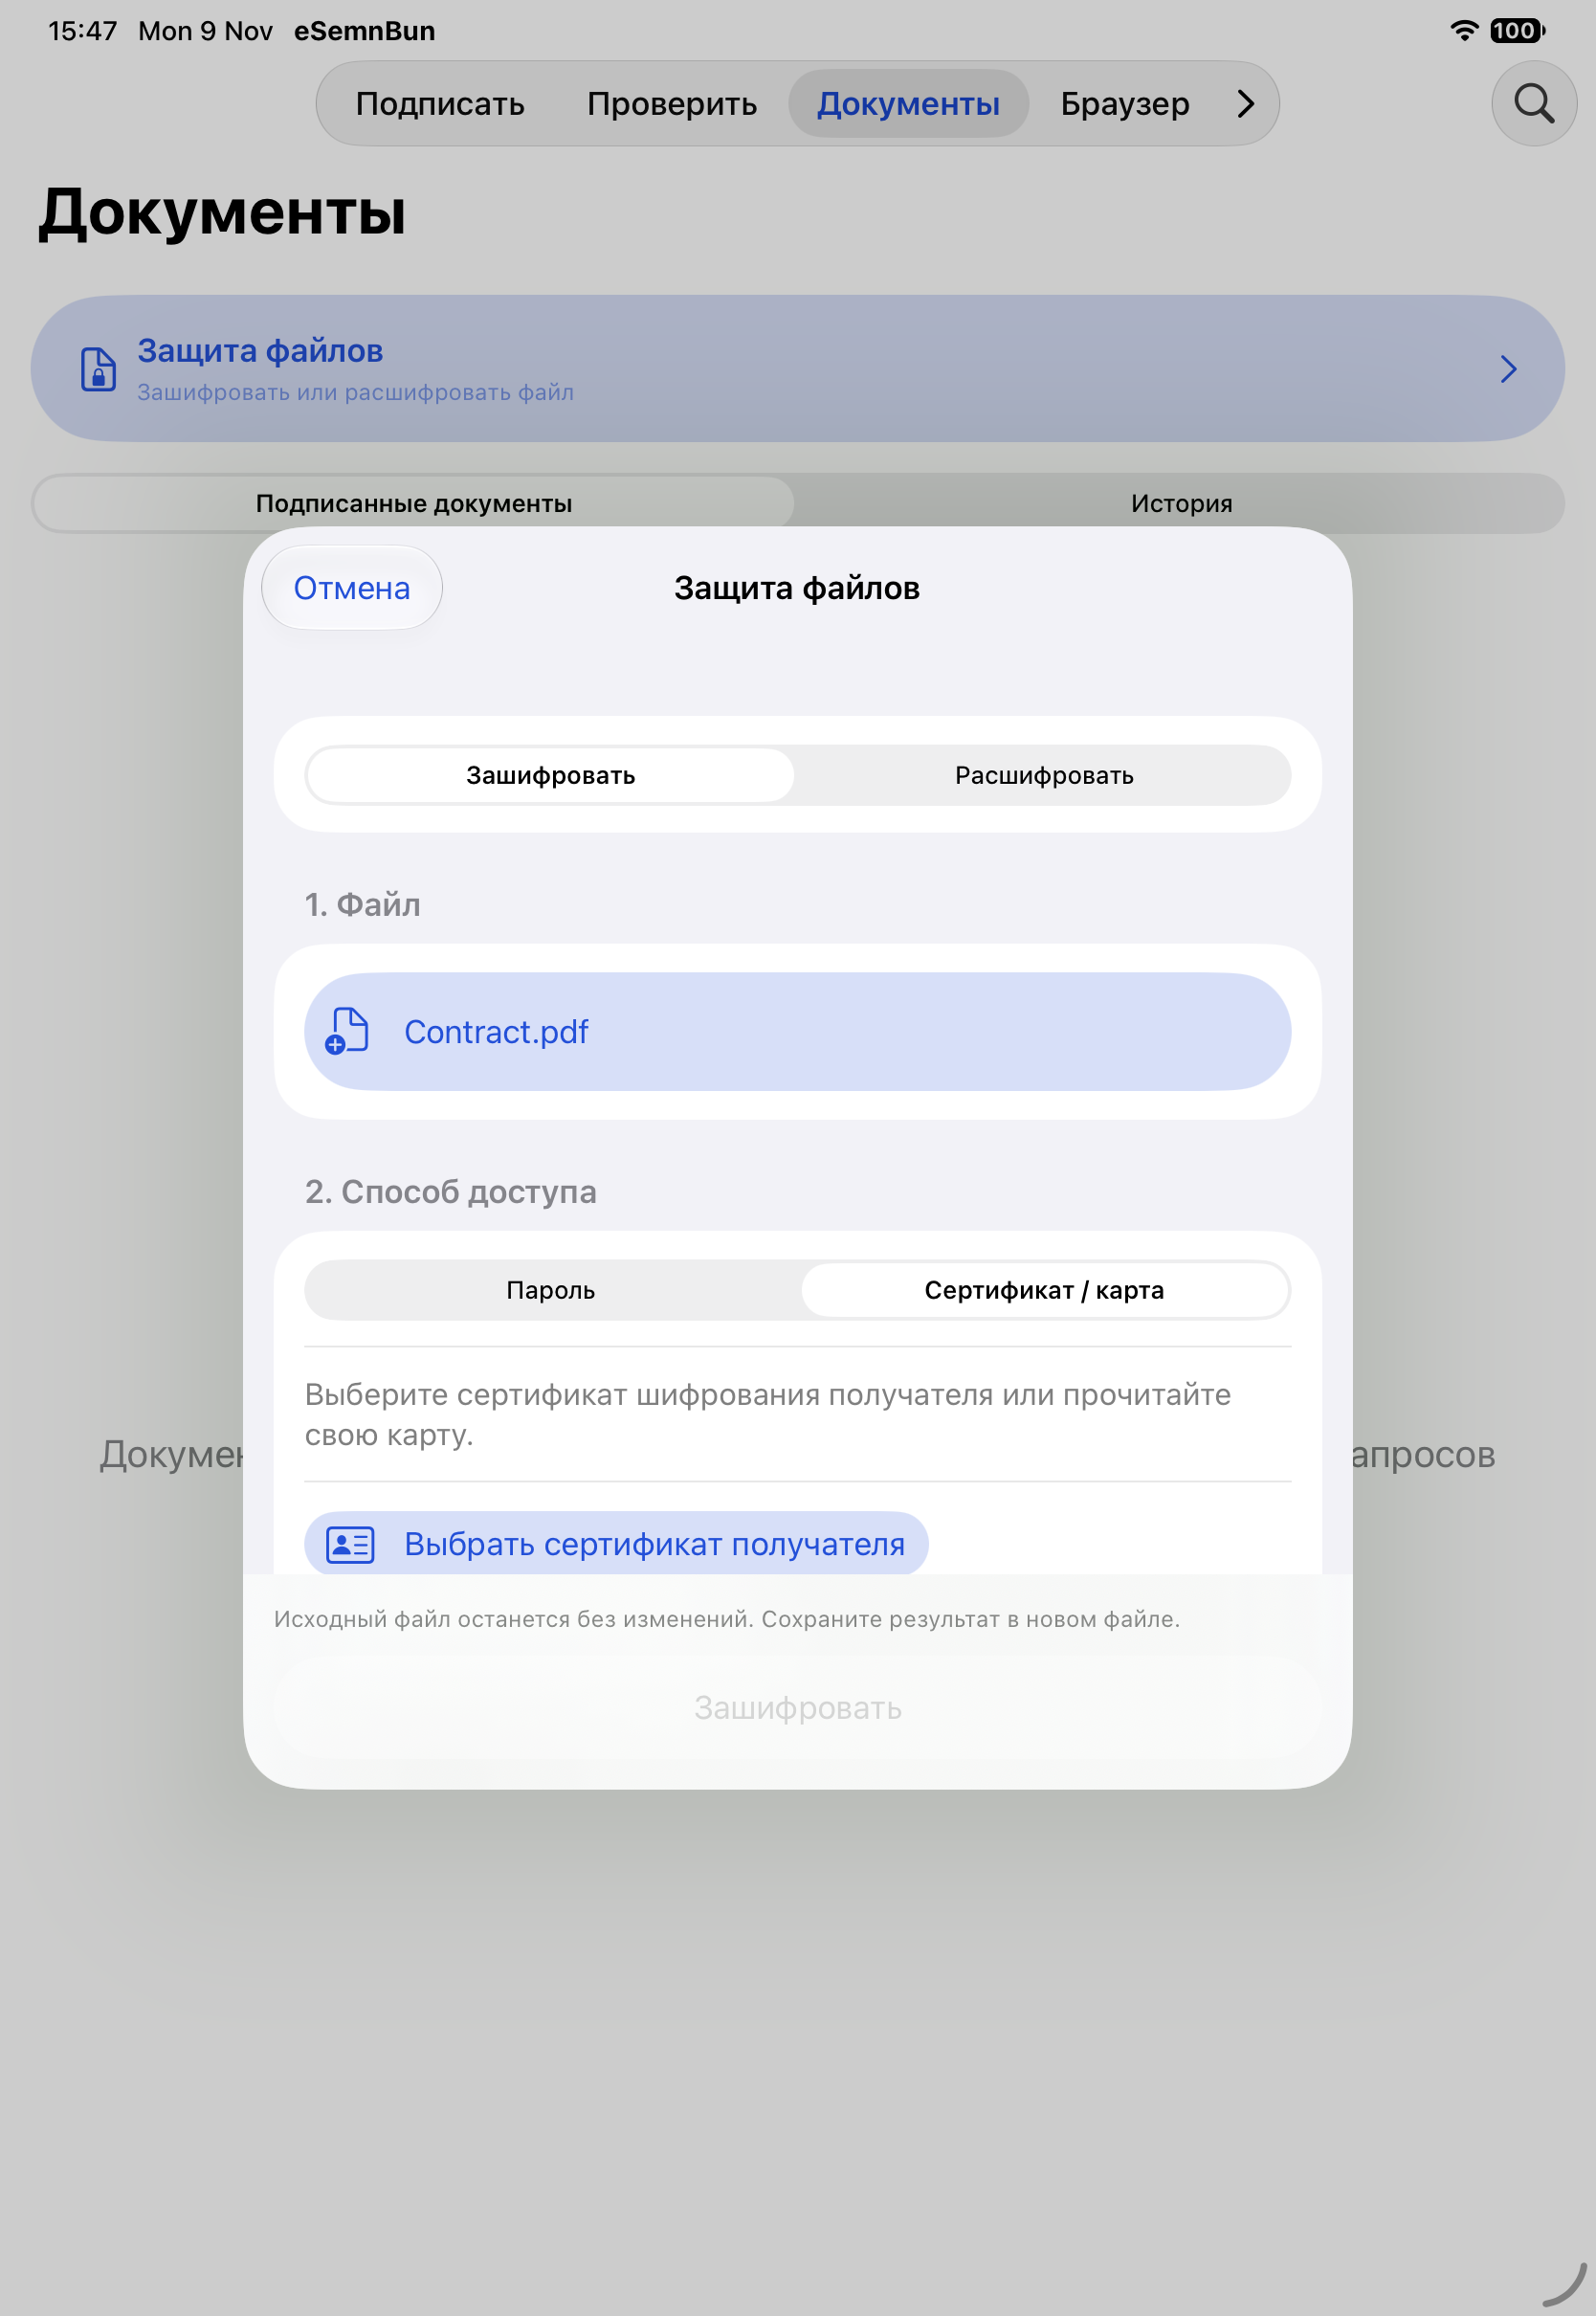 15:47 Mon 9 Nov eSemnBun 100
Подписать Проверить Документы Браузер
Документы
Защита файлов
Зашифровать или расшифровать файл
Подписанные документы История
Отмена Защита файлов
Зашифровать Расшифровать
1. Файл
Contract.pdf
2. Способ доступа
Пароль Сертификат / карта
Выберите сертификат шифрования получателя или прочитайте
свою карту.
Выбрать сертификат получателя
Исходный файл останется без изменений. Сохраните результат в новом файле.
Зашифровать